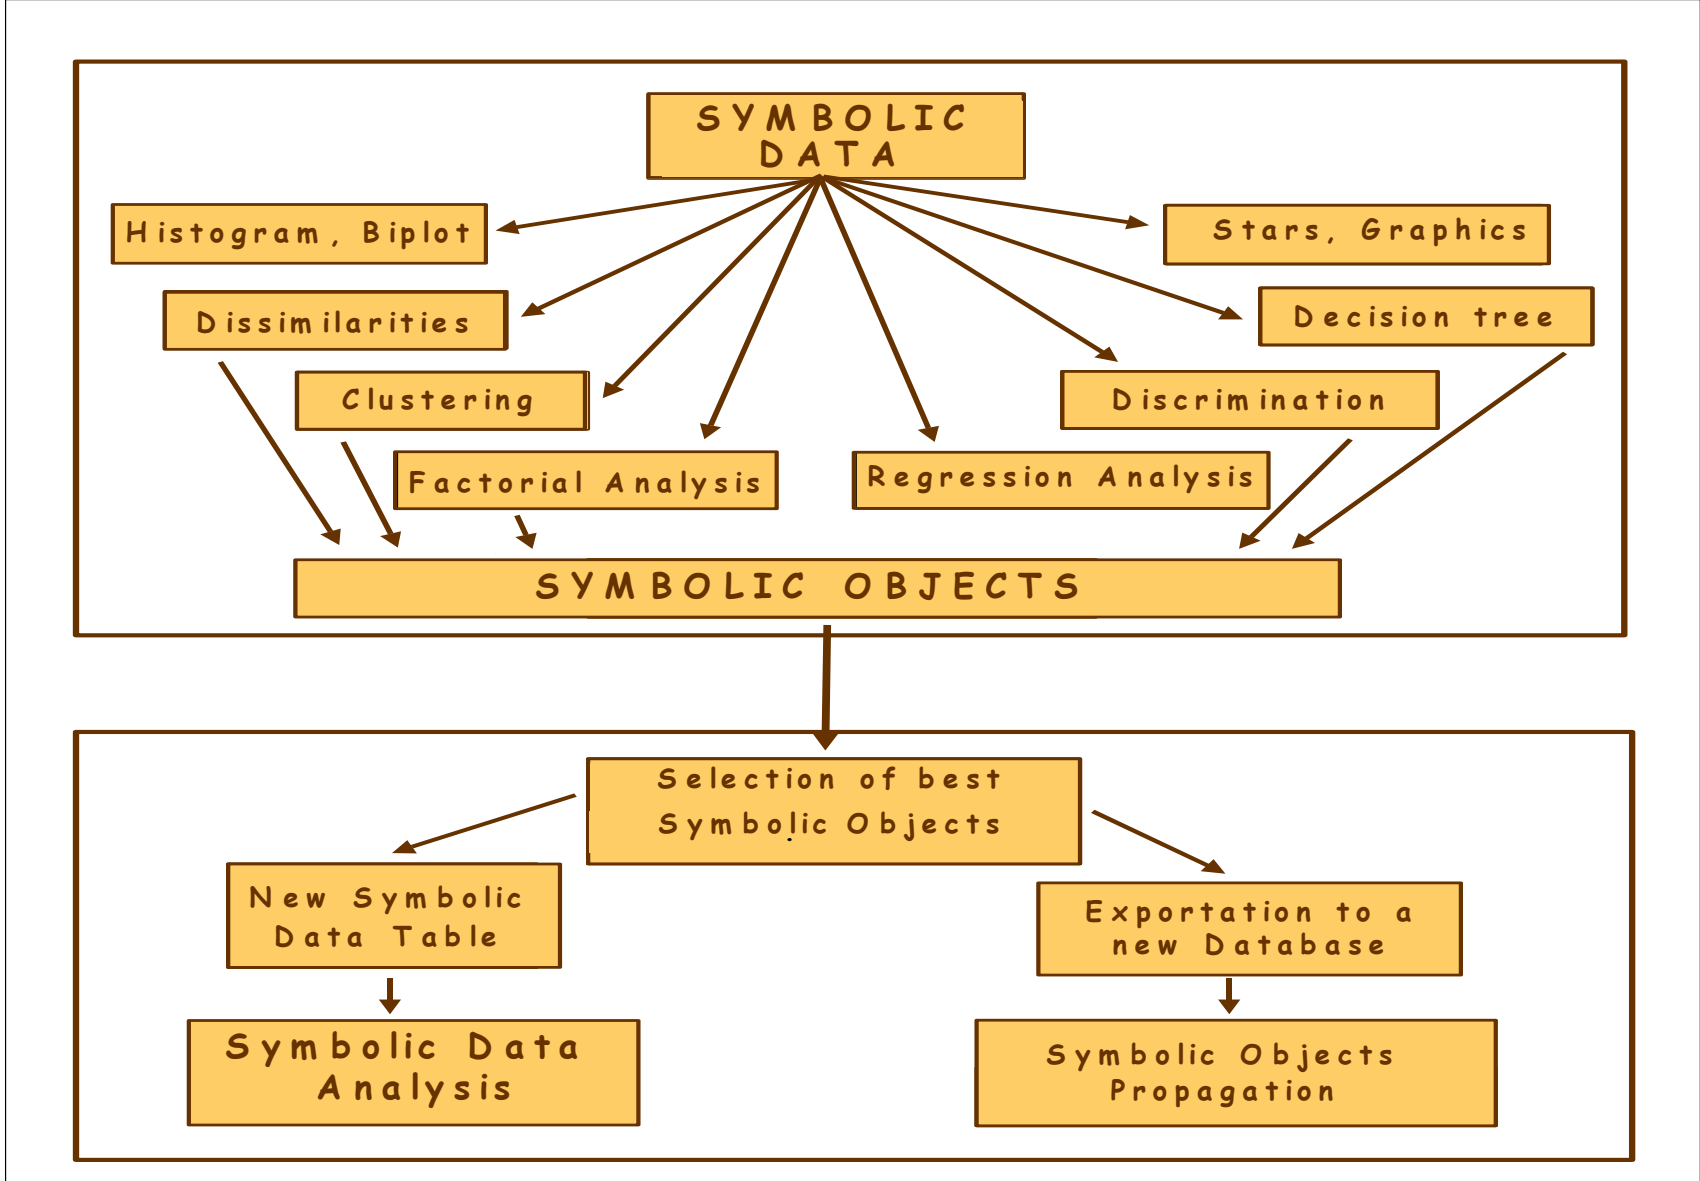 SYMBOLIC
DATA
Histogram, Biplot
Stars, Graphics
Dissimilarities
Decision tree
Clustering
Discrimination
Factorial Analysis
Regression Analysis
SYMBOLIC OBJECTS
Selection of best
Symbolic Objects
New Symbolic
Data Table
Exportation to a
new Database
Symbolic Data
Analysis
Symbolic Objects
Propagation